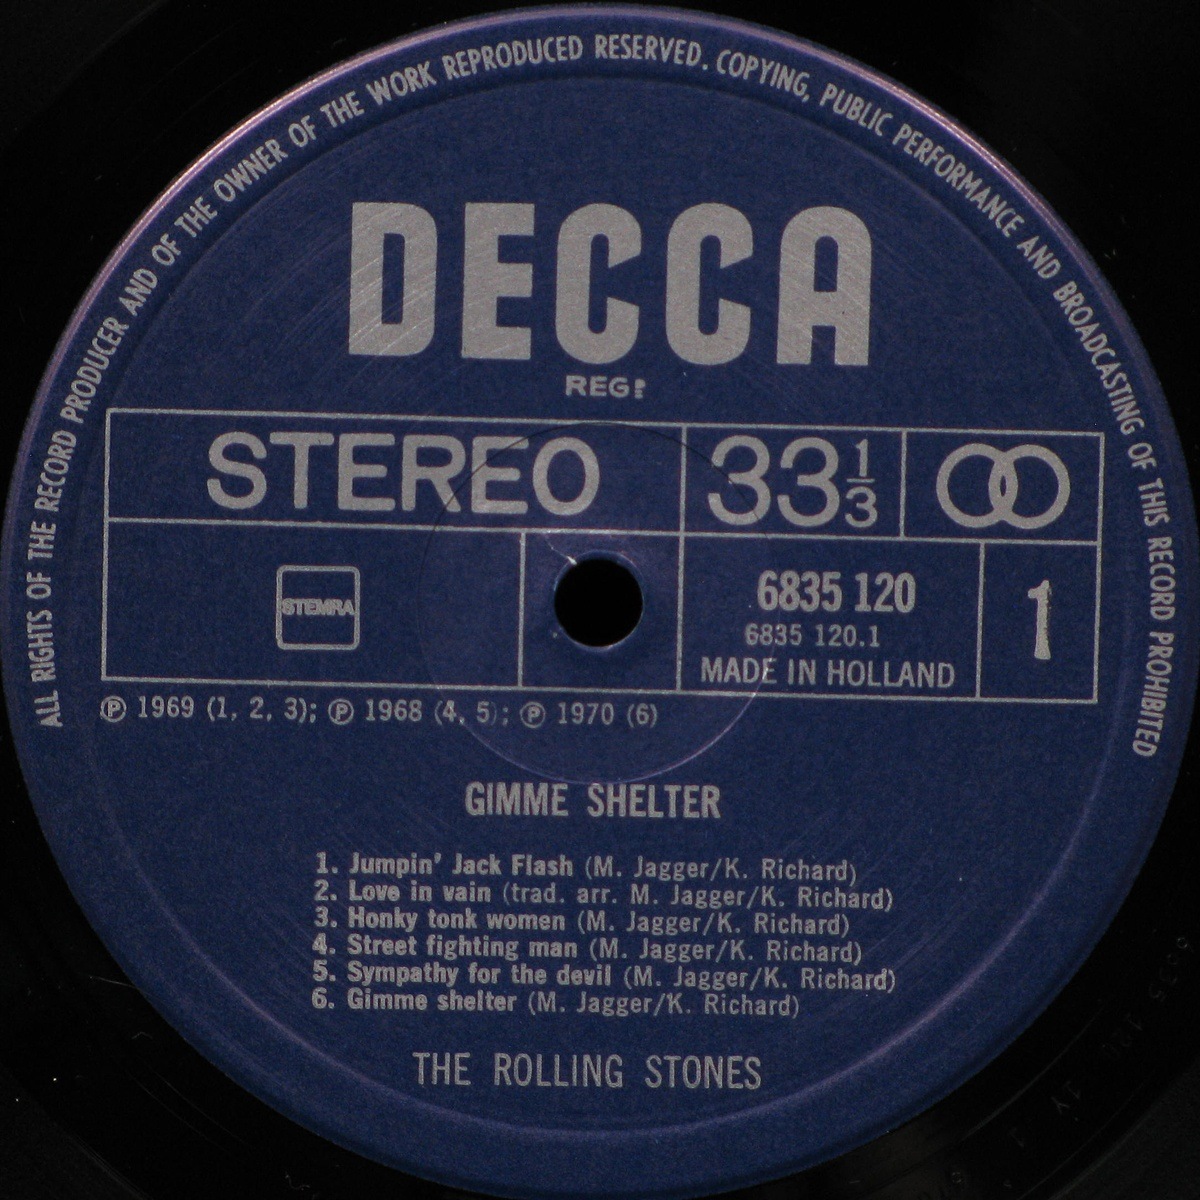 ALL RIGHTS OF THE RECORD PRODUCER AND OF THE OWNER OF THE WORK REPRODUCED RESERVED. COPYING, PUBLIC PERFORMANCE AND BROADCASTING OF THIS RECORD PROHIBITED
DECCA
REG!
STEREO 33 1/3
STEMRA
6835 120
6835 120.1
MADE IN HOLLAND
1
℗ 1969 (1, 2, 3); ℗ 1968 (4, 5); ℗ 1970 (6)
GIMME SHELTER
1. Jumpin' Jack Flash (M. Jagger/K. Richard)
2. Love in vain (trad. arr. M. Jagger/K. Richard)
3. Honky tonk women (M. Jagger/K. Richard)
4. Street fighting man (M. Jagger/K. Richard)
5. Sympathy for the devil (M. Jagger/K. Richard)
6. Gimme shelter (M. Jagger/K. Richard)
THE ROLLING STONES